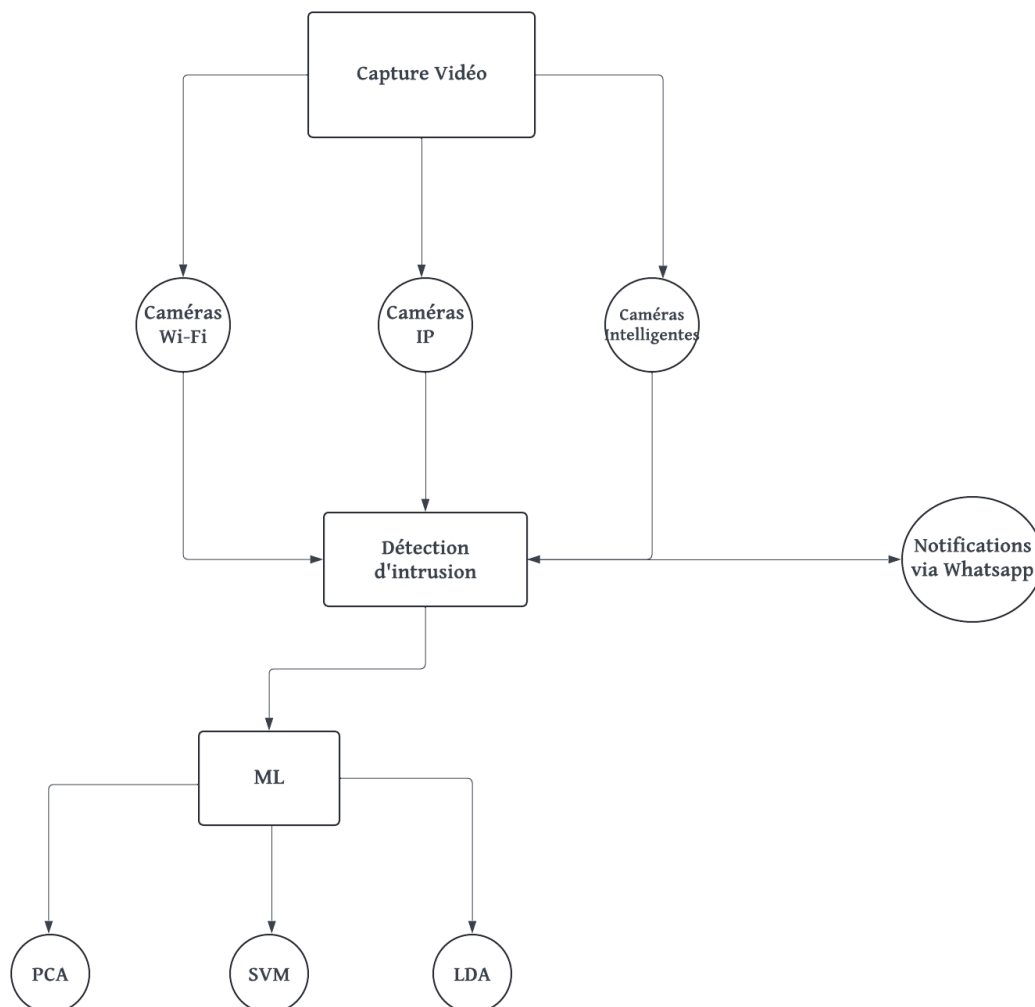 Capture Vidéo
Caméras
Wi-Fi
Caméras
IP
Caméras
Intelligentes
Détection
d'intrusion
Notifications
via Whatsapp
ML
PCA
SVM
LDA